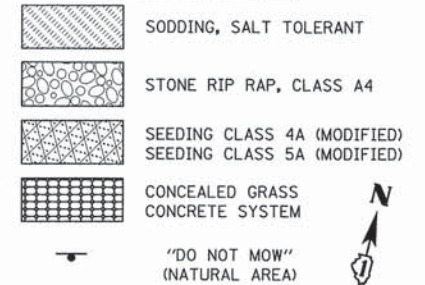 SODDING, SALT TOLERANT
STONE RIP RAP, CLASS A4
SEEDING CLASS 4A (MODIFIED)
SEEDING CLASS 5A (MODIFIED)
CONCEALED GRASS
CONCRETE SYSTEM
N
"DO NOT MOW"
(NATURAL AREA)
1